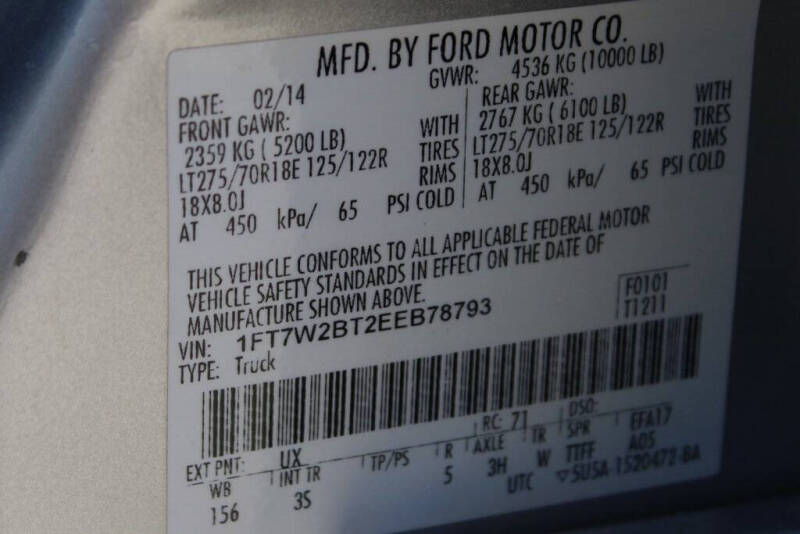 MFD. BY FORD MOTOR CO.
DATE: 02/14 GVWR: 4536 KG (10000 LB)
FRONT GAWR: REAR GAWR:
2359 KG ( 5200 LB) WITH 2767 KG ( 6100 LB) WITH
LT275/70R18E 125/122R TIRES LT275/70R18E 125/122R TIRES
18X8.0J RIMS 18X8.0J RIMS
AT 450 kPa/ 65 PSI COLD AT 450 kPa/ 65 PSI COLD
THIS VEHICLE CONFORMS TO ALL APPLICABLE FEDERAL MOTOR
VEHICLE SAFETY STANDARDS IN EFFECT ON THE DATE OF
MANUFACTURE SHOWN ABOVE.
VIN: 1FT7W2BT2EEB78793 F0101
TYPE: Truck T1211
EXT PNT: UX RC: 71 DSO:
WB INT TR TP/PS R AXLE TR SPR EFA17
156 3S 5 3H W TTFF A05
UTC ▽5U5A-1520472-BA